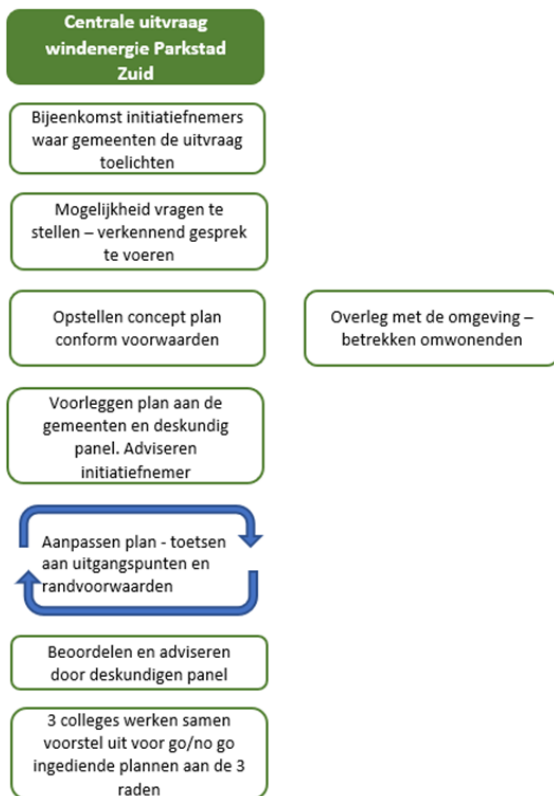 Centrale uitvraag
windenergie Parkstad
Zuid
Bijeenkomst initiatiefnemers
waar gemeenten de uitvraag
toelichten
Mogelijkheid vragen te
stellen – verkennend gesprek
te voeren
Opstellen concept plan
conform voorwaarden
Overleg met de omgeving –
betrekken omwonenden
Voorleggen plan aan de
gemeenten en deskundig
panel. Adviseren
initiatiefnemer
Aanpassen plan - toetsen
aan uitgangspunten en
randvoorwaarden
Beoordelen en adviseren
door deskundigen panel
3 colleges werken samen
voorstel uit voor go/no go
ingediende plannen aan de 3
raden